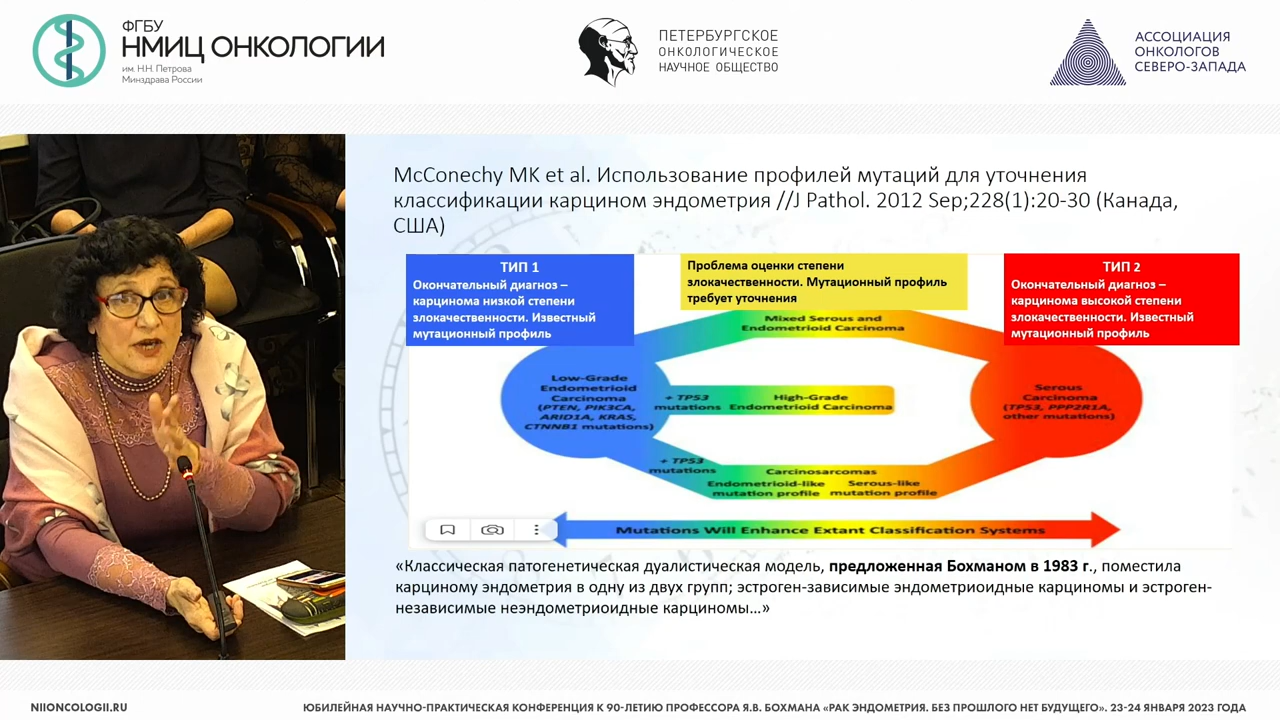 ФГБУ
НМИЦ ОНКОЛОГИИ
им. Н.Н. Петрова
Минздрава России
ПЕТЕРБУРГСКОЕ
ОНКОЛОГИЧЕСКОЕ
НАУЧНОЕ ОБЩЕСТВО
АССОЦИАЦИЯ
ОНКОЛОГОВ
СЕВЕРО-ЗАПАДА
McConechy MK et al. Использование профилей мутаций для уточнения
классификации карцином эндометрия //J Pathol. 2012 Sep;228(1):20-30 (Канада,
США)
ТИП 1
Окончательный диагноз –
карцинома низкой степени
злокачественности. Известный
мутационный профиль
Проблема оценки степени
злокачественности. Мутационный профиль
требует уточнения
ТИП 2
Окончательный диагноз –
карцинома высокой степени
злокачественности. Известный
мутационный профиль
Mixed Serous and
Endometrioid Carcinoma
Low-Grade
Endometrioid
Carcinoma
(PTEN, PIK3CA,
ARID1A, KRAS,
CTNNB1 mutations)
+ TP53
mutations
High-Grade
Endometrioid Carcinoma
Serous
Carcinoma
(TP53, PPP2R1A,
other mutations)
+ TP53
mutations
Carcinosarcomas
Endometrioid-like
mutation profile
Serous-like
mutation profile
Mutations Will Enhance Extant Classification Systems
«Классическая патогенетическая дуалистическая модель, предложенная Бохманом в 1983 г., поместила
карциному эндометрия в одну из двух групп; эстроген-зависимые эндометриоидные карциномы и эстроген-
независимые неэндометриоидные карциномы…»
NIIONCOLOGII.RU
ЮБИЛЕЙНАЯ НАУЧНО-ПРАКТИЧЕСКАЯ КОНФЕРЕНЦИЯ К 90-ЛЕТИЮ ПРОФЕССОРА Я.В. БОХМАНА «РАК ЭНДОМЕТРИЯ. БЕЗ ПРОШЛОГО НЕТ БУДУЩЕГО». 23-24 ЯНВАРЯ 2023 ГОДА